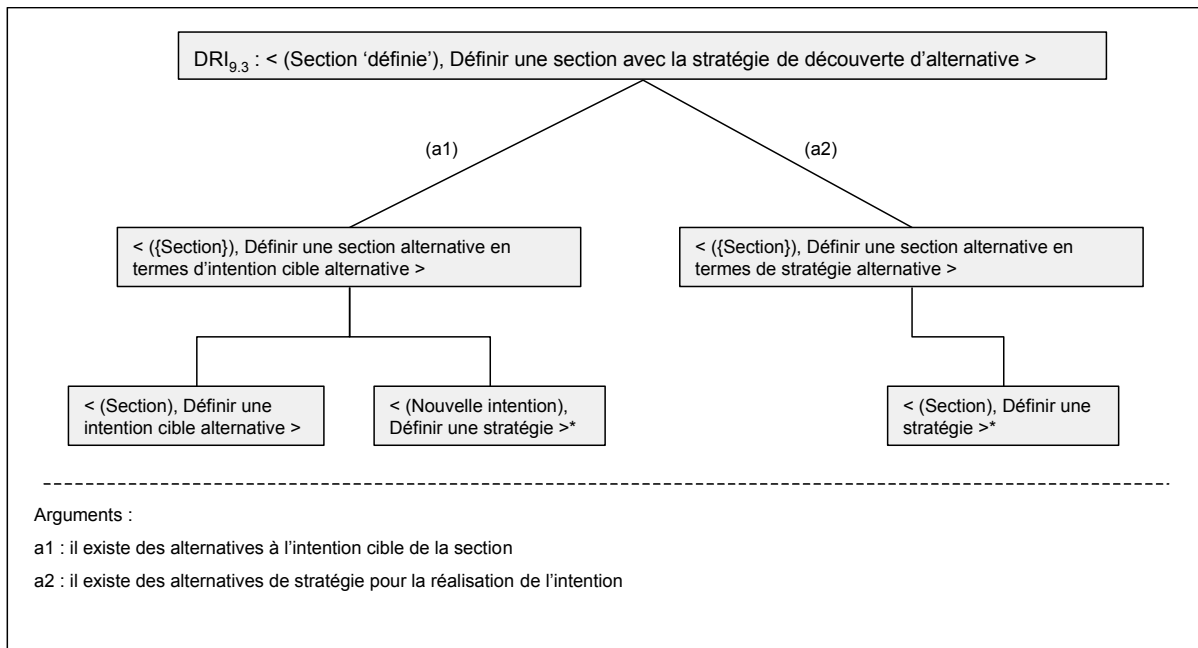 DRI9.3 : < (Section ‘définie’), Définir une section avec la stratégie de découverte d’alternative >
(a1)
(a2)
< ({Section}), Définir une section alternative en
termes d’intention cible alternative >
< ({Section}), Définir une section alternative en
termes de stratégie alternative >
< (Section), Définir une
intention cible alternative >
< (Nouvelle intention),
Définir une stratégie >*
< (Section), Définir une
stratégie >*
Arguments :
a1 : il existe des alternatives à l’intention cible de la section
a2 : il existe des alternatives de stratégie pour la réalisation de l’intention